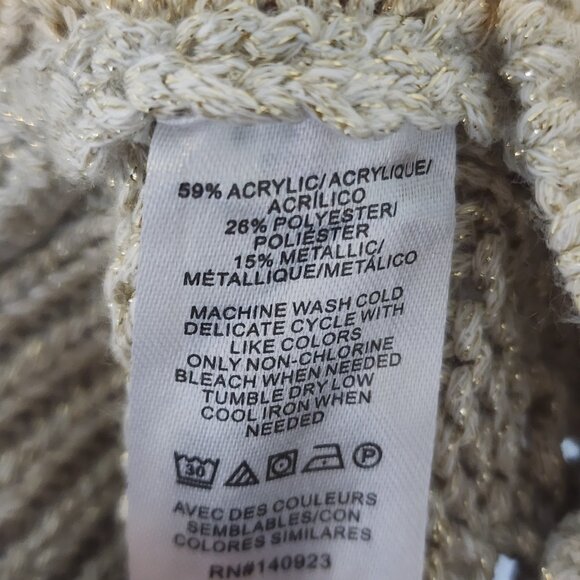 59% ACRYLIC/ACRYLIQUE/
ACRÍLICO
26% POLYESTER/
POLIÉSTER
15% METALLIC/
MÉTALLIQUE/METÁLICO
MACHINE WASH COLD
DELICATE CYCLE WITH
LIKE COLORS
ONLY NON-CHLORINE
BLEACH WHEN NEEDED
TUMBLE DRY LOW
COOL IRON WHEN
NEEDED
30 P
AVEC DES COULEURS
SEMBLABLES/CON
COLORES SIMILARES
RN#140923